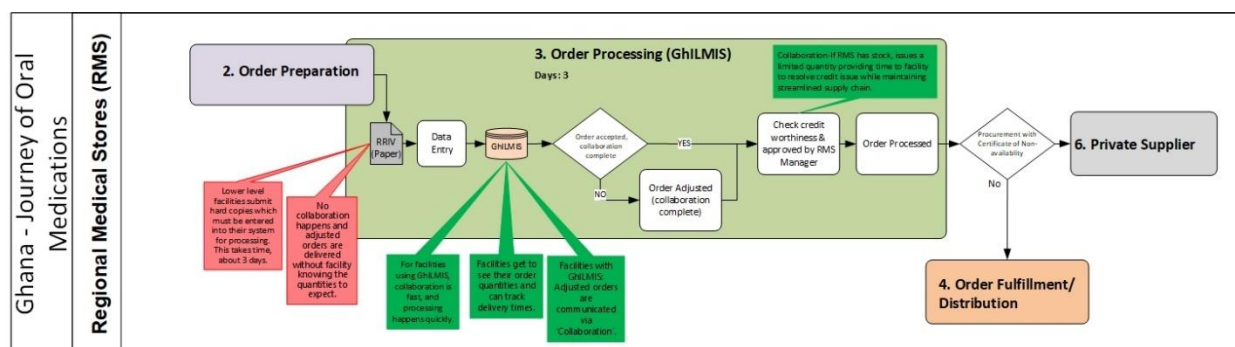 Ghana - Journey of Oral
Medications
Regional Medical Stores (RMS)
2. Order Preparation
3. Order Processing (GhILMIS)
Days: 3
Collaboration-If RMS has stock, issues a
limited quantity providing time to facility
to resolve credit issue while maintaining
streamlined supply chain.
RRIV
(Paper)
Data
Entry
GhILMIS
Order accepted,
collaboration
complete
YES
NO
Order Adjusted
(collaboration
complete)
Check credit
worthiness &
approved by RMS
Manager
Order Processed
Procurement with
Certificate of Non-
availablity
No
Yes
6. Private Supplier
4. Order Fulfillment/
Distribution
Lower level
facilities submit
hard copies which
must be entered
into their system
for processing.
This takes time,
about 3 days.
No
collaboration
happens and
adjusted
orders are
delivered
without facility
knowing the
quantities to
expect.
For facilities
using GhILMIS,
collaboration is
fast, and
processing
happens quickly.
Facilities get to
see their order
quantities and
can track
delivery times.
Facilities with
GhILMIS:
Adjusted orders
are
communicated
via
'Collaboration'.